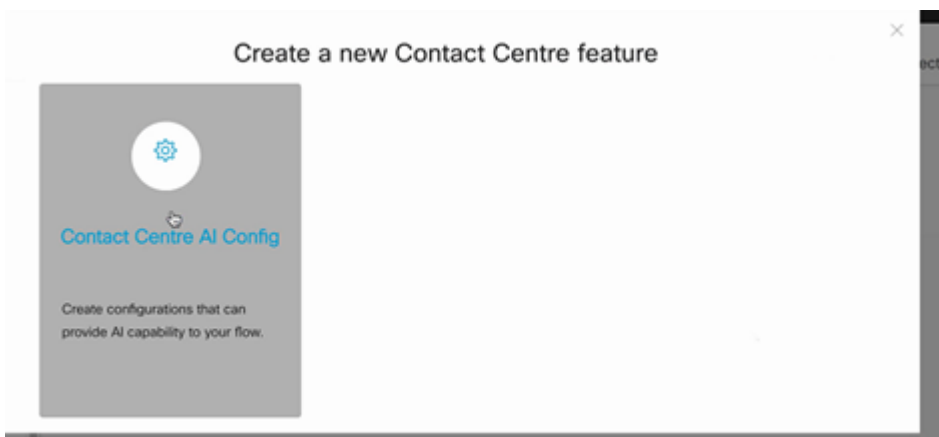 Create a new Contact Centre feature
ect
Contact Centre AI Config
Create configurations that can
provide AI capability to your flow.